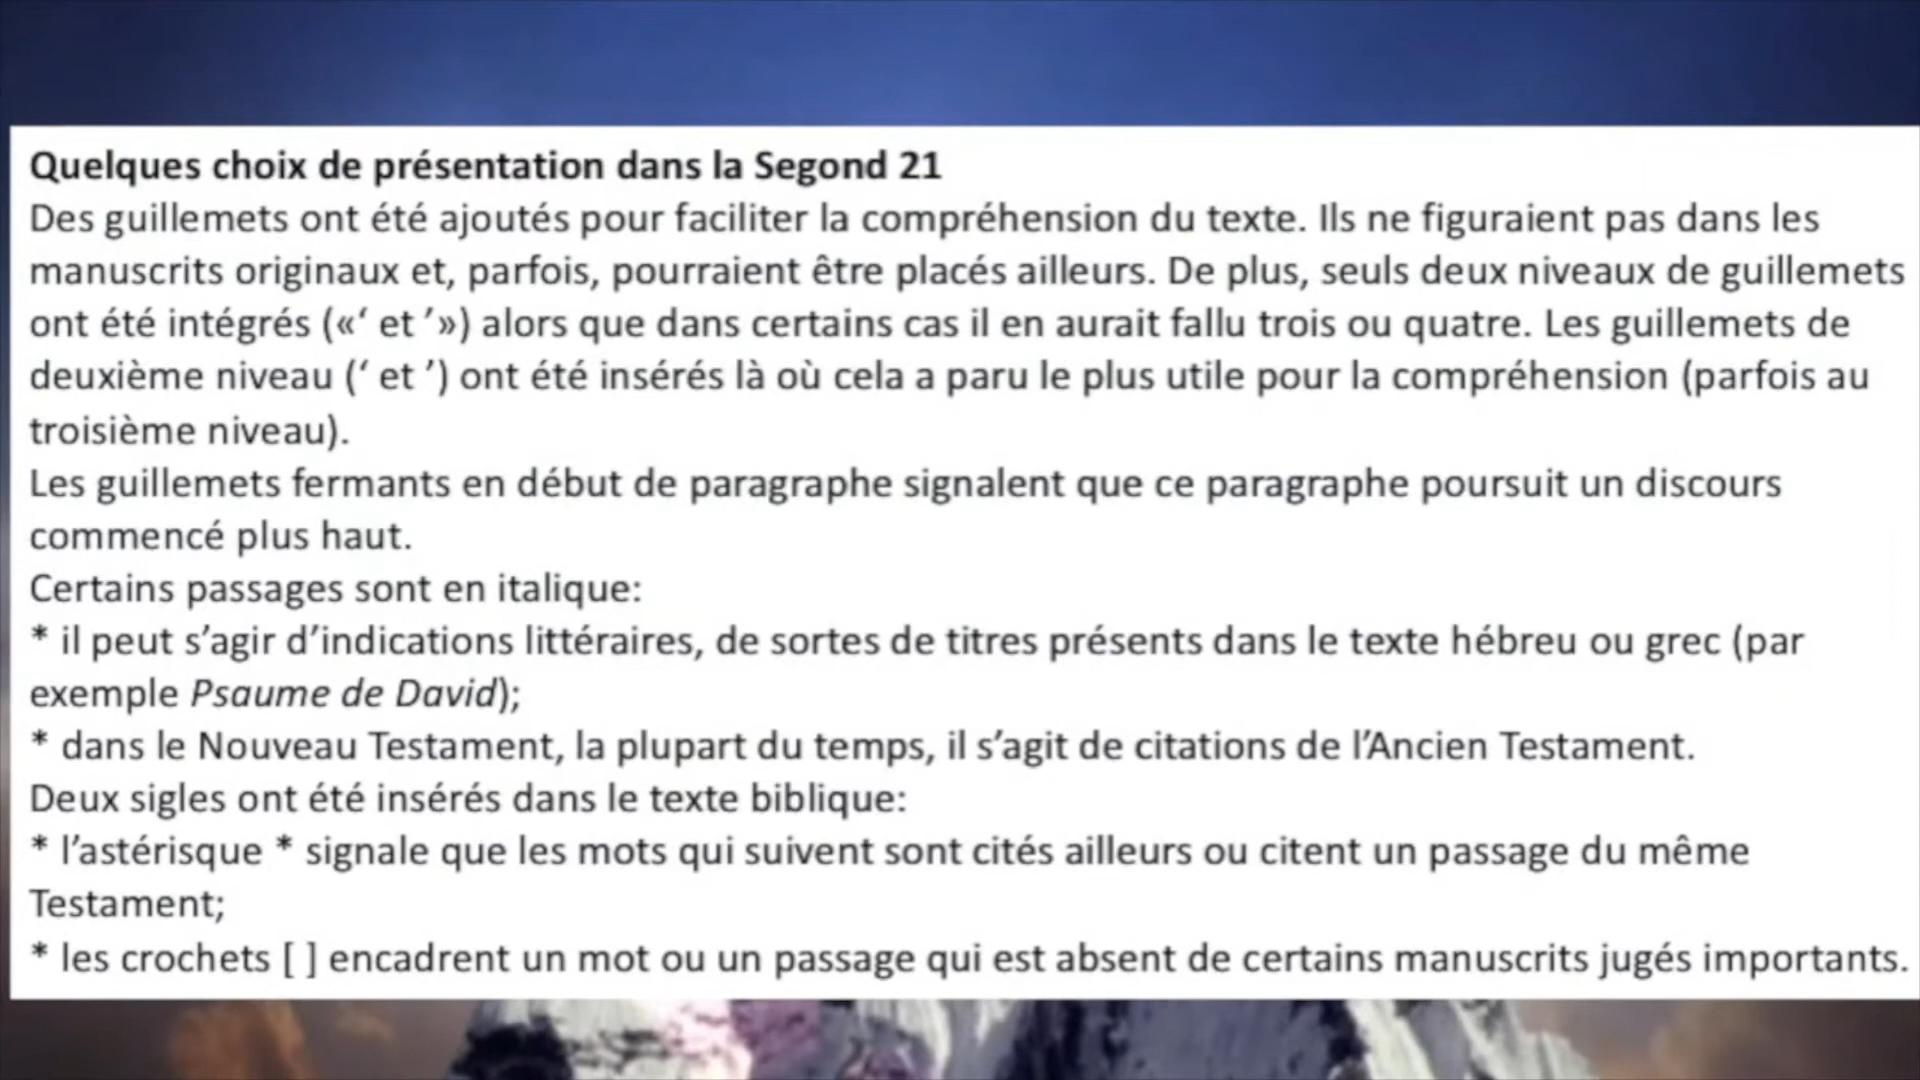 Quelques choix de présentation dans la Segond 21
Des guillemets ont été ajoutés pour faciliter la compréhension du texte. Ils ne figuraient pas dans les
manuscrits originaux et, parfois, pourraient être placés ailleurs. De plus, seuls deux niveaux de guillemets
ont été intégrés («‘ et ’») alors que dans certains cas il en aurait fallu trois ou quatre. Les guillemets de
deuxième niveau (‘ et ’) ont été insérés là où cela a paru le plus utile pour la compréhension (parfois au
troisième niveau).
Les guillemets fermants en début de paragraphe signalent que ce paragraphe poursuit un discours
commencé plus haut.
Certains passages sont en italique:
* il peut s’agir d’indications littéraires, de sortes de titres présents dans le texte hébreu ou grec (par
exemple Psaume de David);
* dans le Nouveau Testament, la plupart du temps, il s’agit de citations de l’Ancien Testament.
Deux sigles ont été insérés dans le texte biblique:
* l’astérisque * signale que les mots qui suivent sont cités ailleurs ou citent un passage du même
Testament;
* les crochets [ ] encadrent un mot ou un passage qui est absent de certains manuscrits jugés importants.